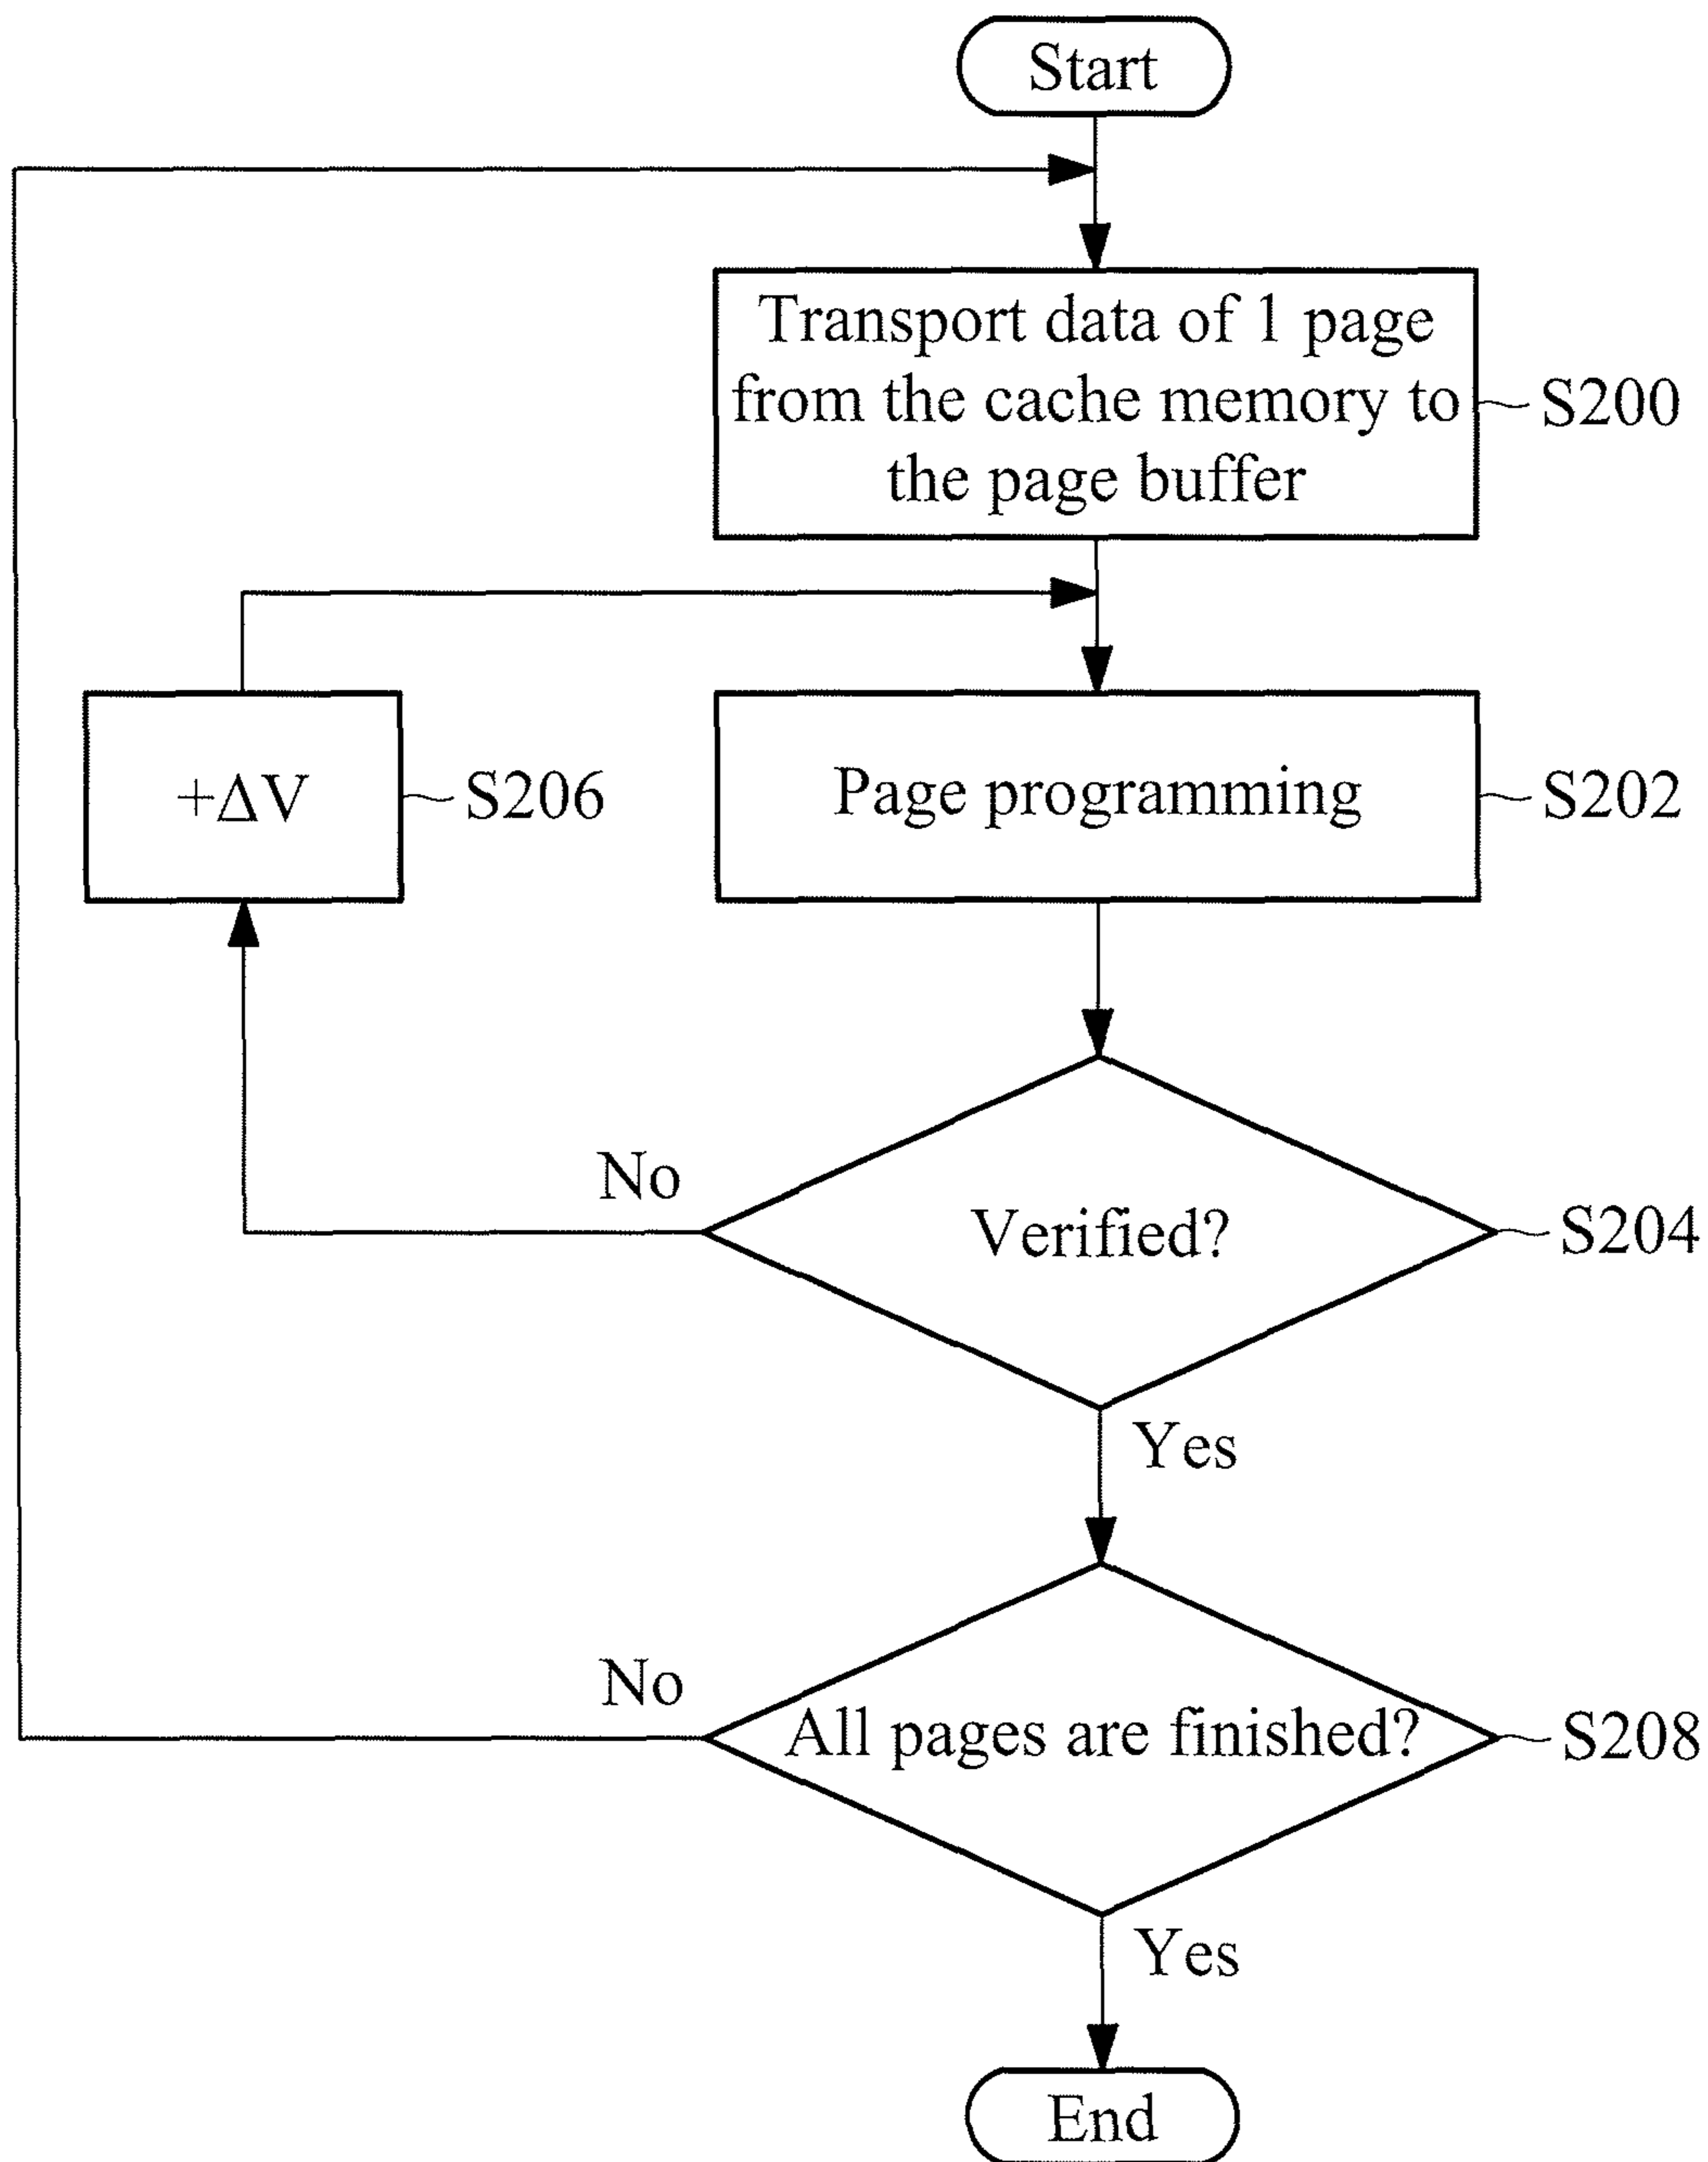 Start
Transport data of 1 page
from the cache memory to
the page buffer
S200
+ΔV
S206
Page programming
S202
No
Verified?
S204
Yes
No
All pages are finished?
S208
Yes
End